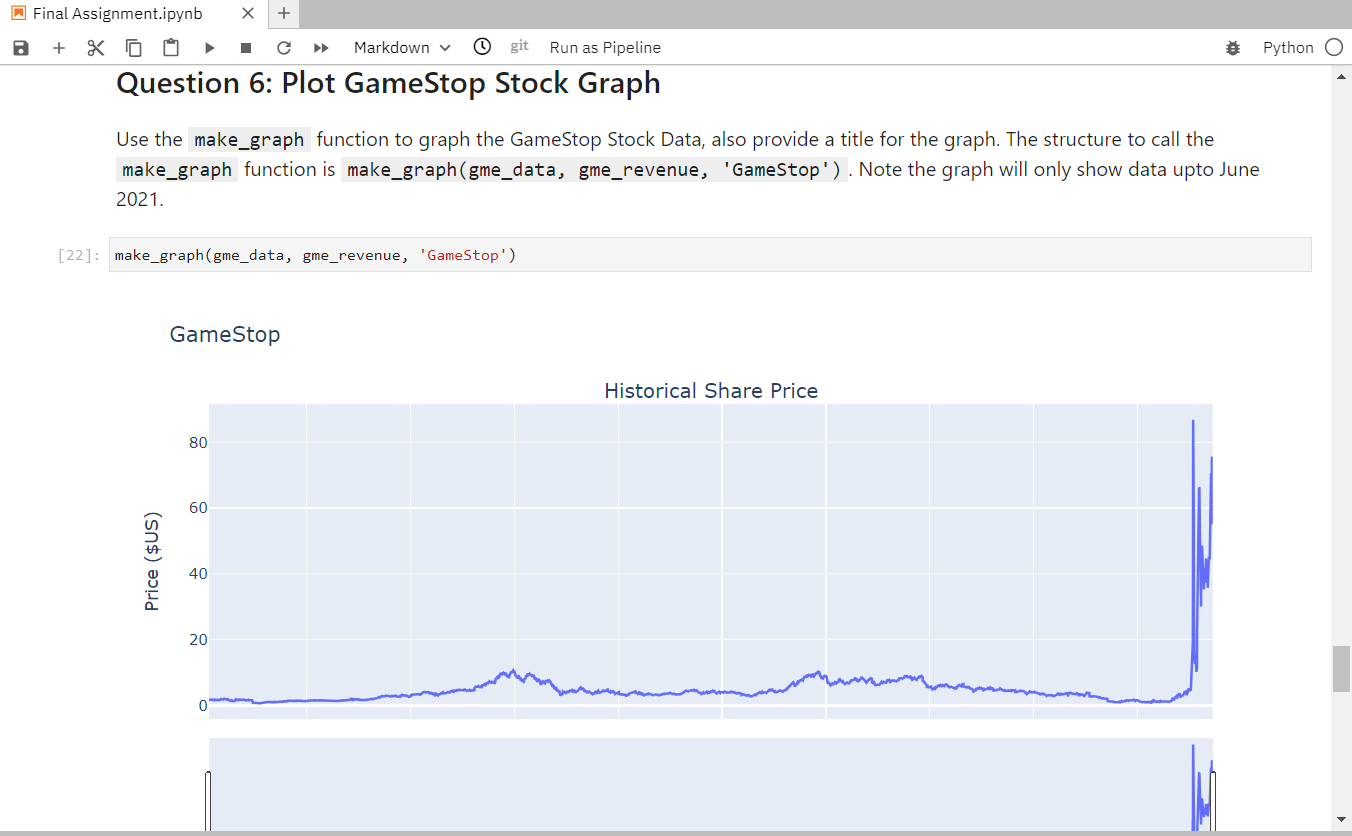 Final Assignment.ipynb
Markdown
git
Run as Pipeline
Python
Question 6: Plot GameStop Stock Graph
Use the make_graph function to graph the GameStop Stock Data, also provide a title for the graph. The structure to call the
make_graph function is make_graph(gme_data, gme_revenue, 'GameStop'). Note the graph will only show data upto June
2021.
[22]: make_graph(gme_data, gme_revenue, 'GameStop')
GameStop
Historical Share Price
80
60
40
20
0
Price ($US)